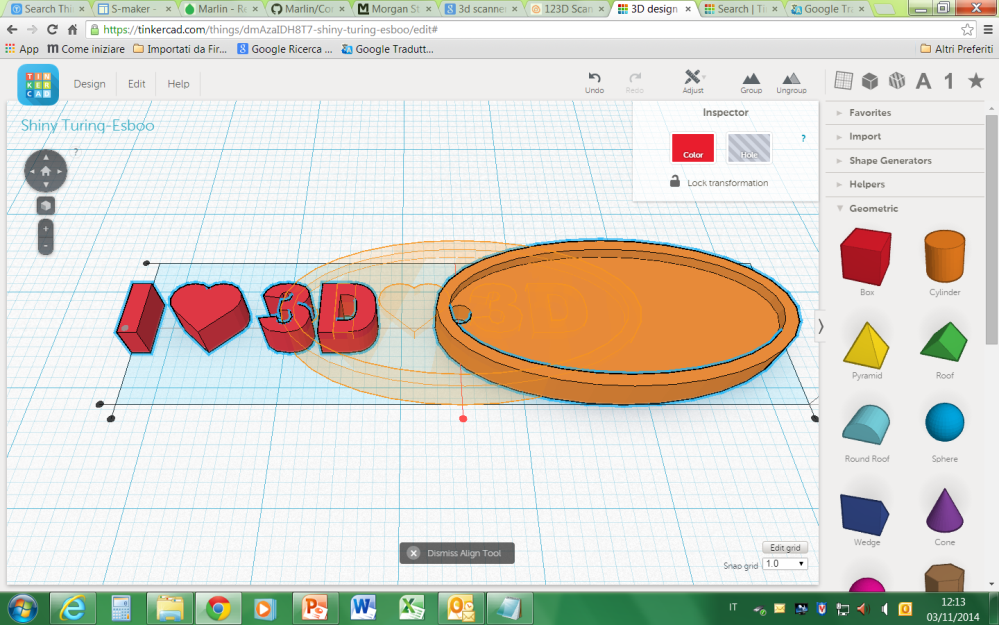 Search Thi
S-maker -
Marlin - Re
Marlin/Con
Morgan St
3d scanne
123D Scan
3D design
Search | Ti
Google Tra
https://tinkercad.com/things/dmAzaIDH8T7-shiny-turing-esboo/edit#
App
Come iniziare
Importati da Fir...
Google Ricerca ...
Google Tradutt...
Altri Preferiti
TIN
KER
CAD
Design
Edit
Help
Undo
Redo
Adjust
Group
Ungroup
A
1
Shiny Turing-Esboo
?
Inspector
Color
Hole
?
Lock transformation
Favorites
Import
Shape Generators
Helpers
Geometric
Box
Cylinder
Pyramid
Roof
Round Roof
Sphere
Wedge
Cone
I ♥ 3D
Dismiss Align Tool
Edit grid
Snap grid
1.0
IT
12:13
03/11/2014